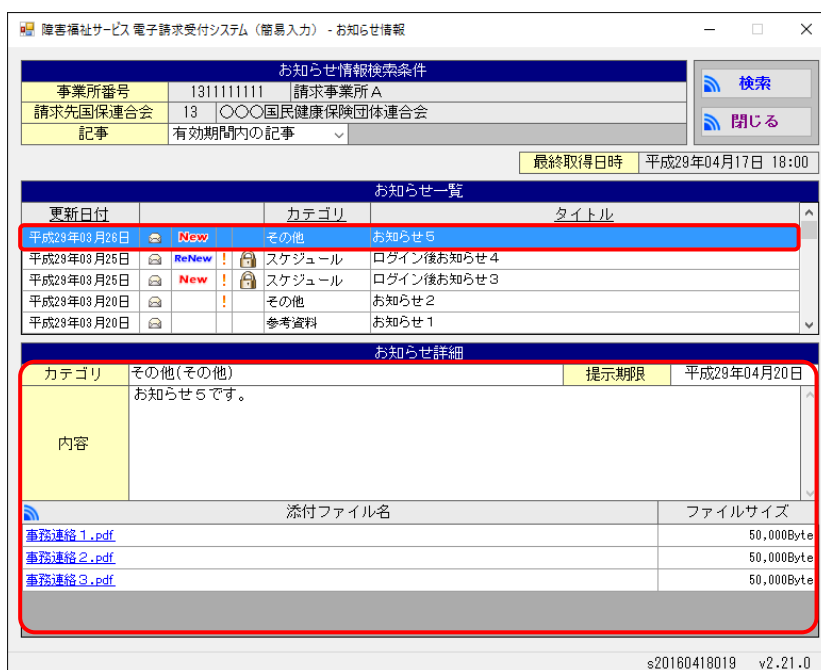 障害福祉サービス 電子請求受付システム（簡易入力） - お知らせ情報
お知らせ情報検索条件
事業所番号 1311111111 請求事業所Ａ
請求先国保連合会 13 〇〇〇国民健康保険団体連合会
記事 有効期間内の記事
検索
閉じる
最終取得日時 平成29年04月17日 18:00
お知らせ一覧
更新日付 カテゴリ タイトル
平成29年03月26日 New その他 お知らせ５
平成29年03月25日 ReNew ! スケジュール ログイン後お知らせ４
平成29年03月25日 New ! スケジュール ログイン後お知らせ３
平成29年03月20日 ! その他 お知らせ２
平成29年03月20日 参考資料 お知らせ１
お知らせ詳細
カテゴリ その他(その他) 提示期限 平成29年04月20日
内容 お知らせ５です。
添付ファイル名 ファイルサイズ
事務連絡１.pdf 50,000Byte
事務連絡２.pdf 50,000Byte
事務連絡３.pdf 50,000Byte
s20160418019 v2.21.0